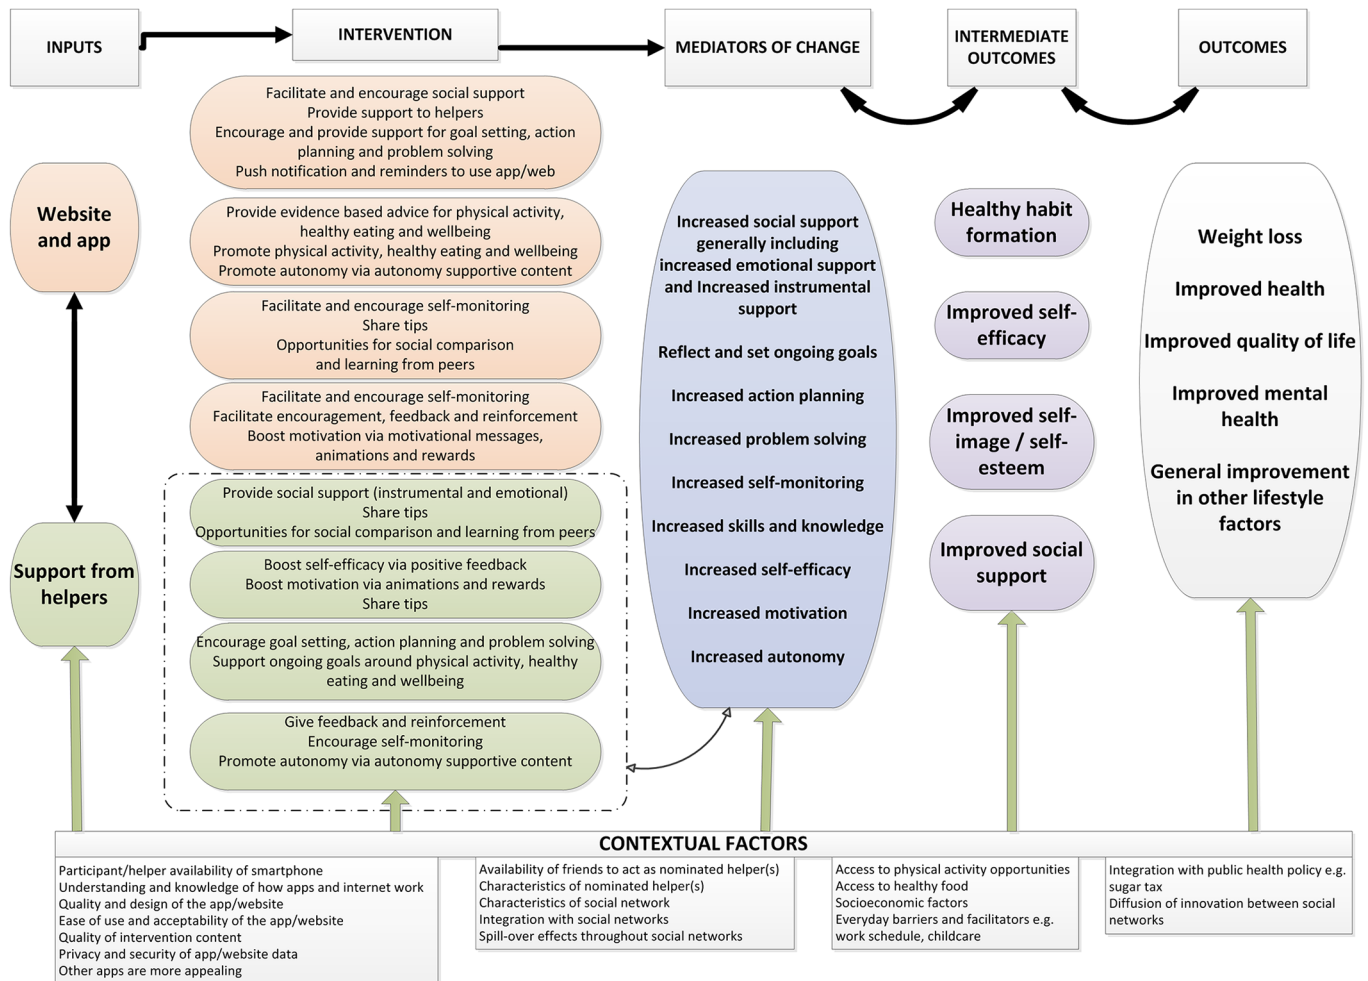 INPUTS
INTERVENTION
MEDIATORS OF CHANGE
INTERMEDIATE
OUTCOMES
OUTCOMES
Website
and app
Support from
helpers
Facilitate and encourage social support
Provide support to helpers
Encourage and provide support for goal setting, action
planning and problem solving
Push notification and reminders to use app/web
Provide evidence based advice for physical activity,
healthy eating and wellbeing
Promote physical activity, healthy eating and wellbeing
Promote autonomy via autonomy supportive content
Facilitate and encourage self-monitoring
Share tips
Opportunities for social comparison
and learning from peers
Facilitate and encourage self-monitoring
Facilitate encouragement, feedback and reinforcement
Boost motivation via motivational messages,
animations and rewards
Provide social support (instrumental and emotional)
Share tips
Opportunities for social comparison and learning from peers
Boost self-efficacy via positive feedback
Boost motivation via animations and rewards
Share tips
Encourage goal setting, action planning and problem solving
Support ongoing goals around physical activity, healthy
eating and wellbeing
Give feedback and reinforcement
Encourage self-monitoring
Promote autonomy via autonomy supportive content
Increased social support
generally including
increased emotional support
and Increased instrumental
support
Reflect and set ongoing goals
Increased action planning
Increased problem solving
Increased self-monitoring
Increased skills and knowledge
Increased self-efficacy
Increased motivation
Increased autonomy
Healthy habit
formation
Improved self-
efficacy
Improved self-
image / self-
esteem
Improved social
support
Weight loss
Improved health
Improved quality of life
Improved mental
health
General improvement
in other lifestyle
factors
CONTEXTUAL FACTORS
Participant/helper availability of smartphone
Understanding and knowledge of how apps and internet work
Quality and design of the app/website
Ease of use and acceptability of the app/website
Quality of intervention content
Privacy and security of app/website data
Other apps are more appealing
Availability of friends to act as nominated helper(s)
Characteristics of nominated helper(s)
Characteristics of social network
Integration with social networks
Spill-over effects throughout social networks
Access to physical activity opportunities
Access to healthy food
Socioeconomic factors
Everyday barriers and facilitators e.g.
work schedule, childcare
Integration with public health policy e.g.
sugar tax
Diffusion of innovation between social
networks